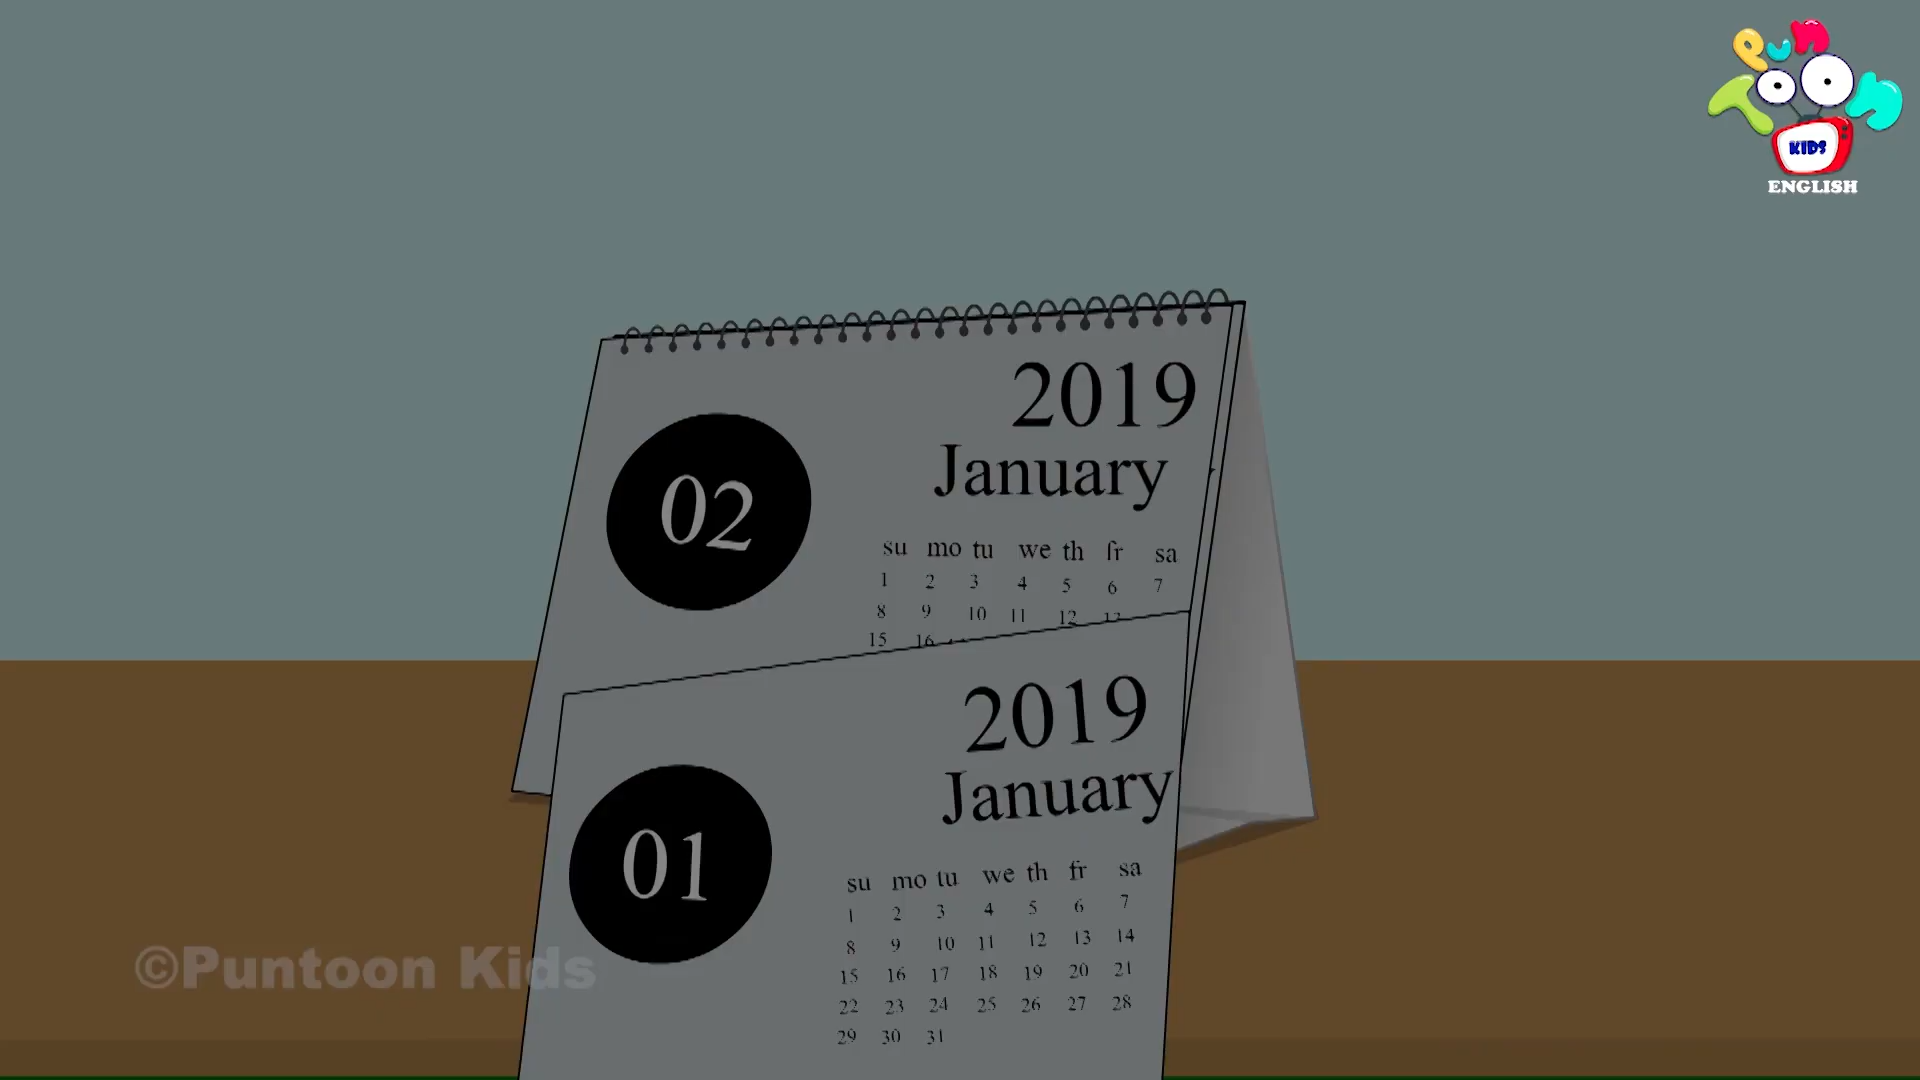 Pun
Toon
KIDS
ENGLISH
2019
January
02
su mo tu we th fr sa
1 2 3 4 5 6 7
8 9 10 11 12 13
15 16
2019
January
01
su mo tu we th fr sa
1 2 3 4 5 6 7
8 9 10 11 12 13 14
15 16 17 18 19 20 21
22 23 24 25 26 27 28
29 30 31
©Puntoon Kids